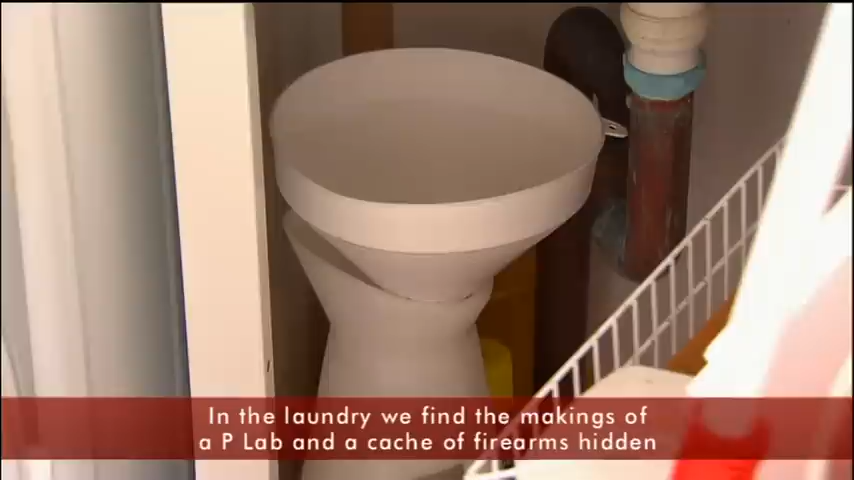 In the laundry we find the makings of
a P Lab and a cache of firearms hidden